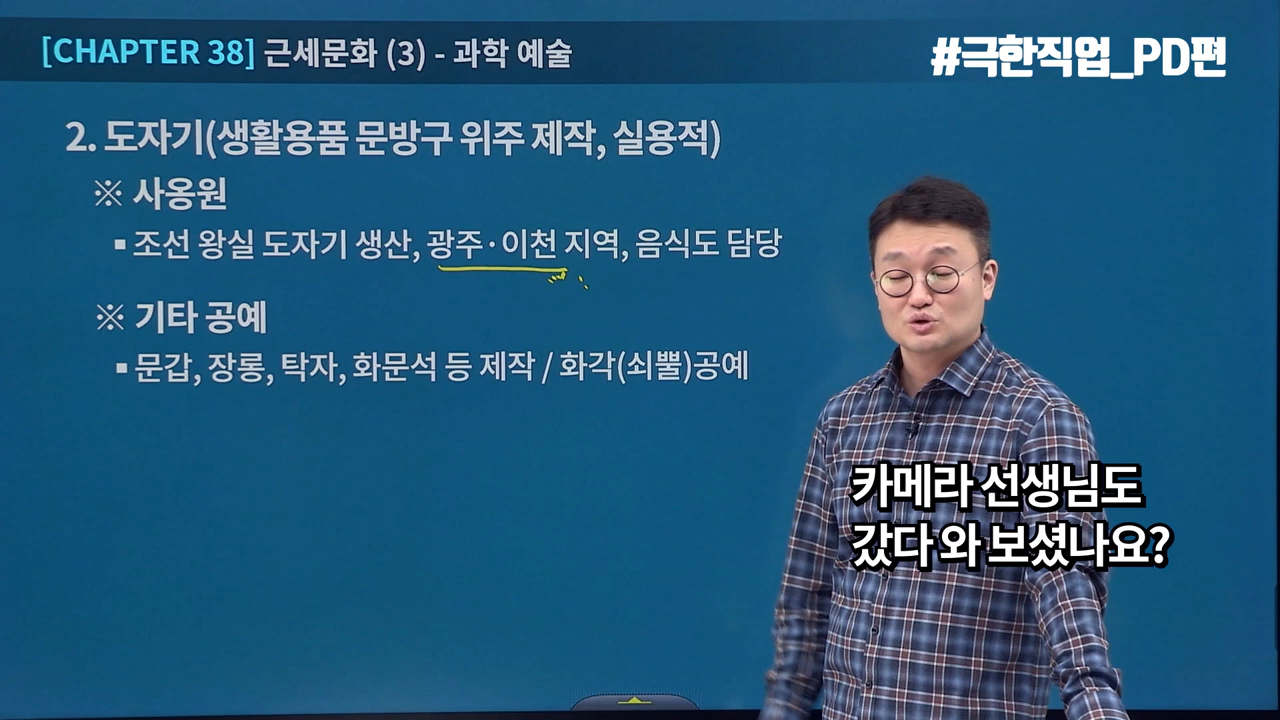 [CHAPTER 38] 근세문화 (3) - 과학 예술
#극한직업_PD편
2. 도자기(생활용품 문방구 위주 제작, 실용적)
※ 사옹원
▪ 조선 왕실 도자기 생산, 광주·이천 지역, 음식도 담당
※ 기타 공예
▪ 문갑, 장롱, 탁자, 화문석 등 제작 / 화각(쇠뿔)공예
카메라 선생님도
갔다 와 보셨나요?